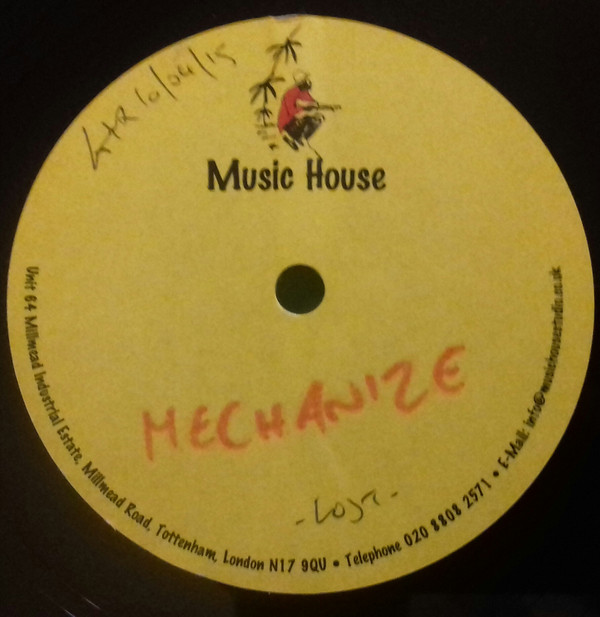 10/04/15
Music House
MECHANIZE
-LOST-
Unit 64 Millmead Industrial Estate, Millmead Road, Tottenham, London N17 9QU • Telephone 020 8808 2571 • E-Mail: info@musichousestudio.co.uk